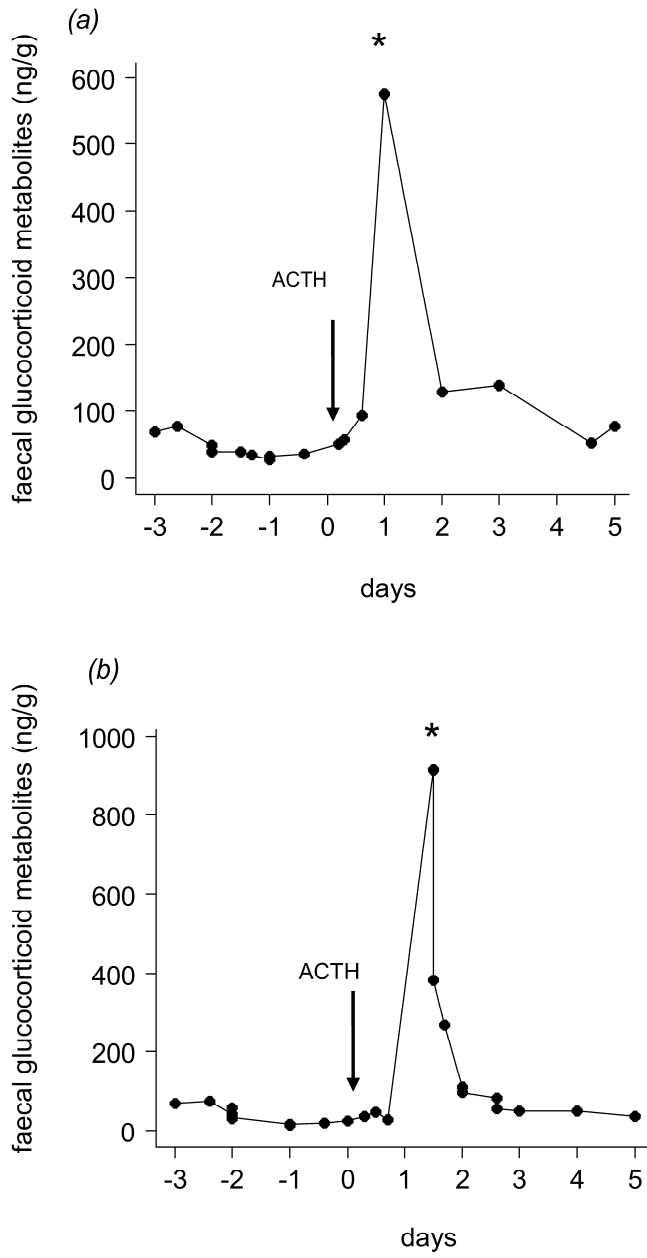 (a)
*
faecal glucocorticoid metabolites (ng/g)
600
500
400
300
200
100
0
ACTH
-3 -2 -1 0 1 2 3 4 5
days
(b)
*
faecal glucocorticoid metabolites (ng/g)
1000
800
600
400
200
0
ACTH
-3 -2 -1 0 1 2 3 4 5
days